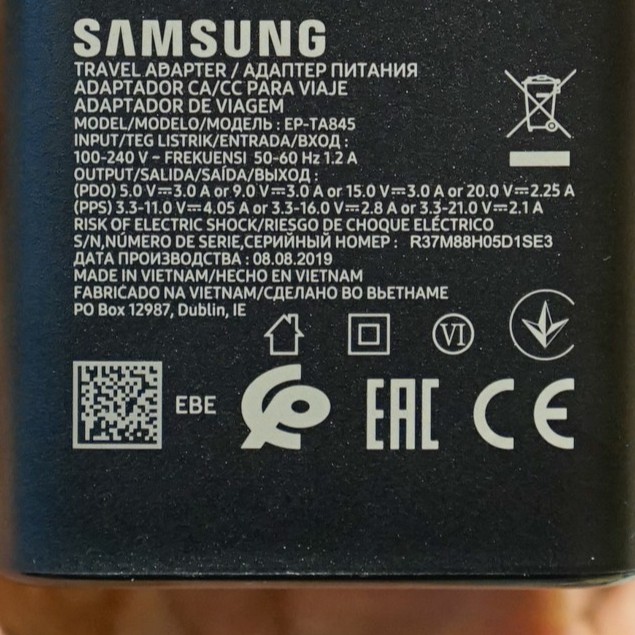 SAMSUNG
TRAVEL ADAPTER / АДАПТЕР ПИТАНИЯ
ADAPTADOR CA/CC PARA VIAJE
ADAPTADOR DE VIAGEM
MODEL/MODELO/МОДЕЛЬ : EP-TA845
INPUT/TEG LISTRIK/ENTRADA/ВХОД :
100-240 V ~ FREKUENSI 50-60 Hz 1.2 A
OUTPUT/SALIDA/SAÍDA/ВЫХОД :
(PDO) 5.0 V⎓3.0 A or 9.0 V⎓3.0 A or 15.0 V⎓3.0 A or 20.0 V⎓2.25 A
(PPS) 3.3-11.0 V⎓4.05 A or 3.3-16.0 V⎓2.8 A or 3.3-21.0 V⎓2.1 A
RISK OF ELECTRIC SHOCK/RIESGO DE CHOQUE ELÉCTRICO
S/N,NÚMERO DE SERIE,СЕРИЙНЫЙ НОМЕР : R37M88H05D1SE3
ДАТА ПРОИЗВОДСТВА : 08.08.2019
MADE IN VIETNAM/HECHO EN VIETNAM
FABRICADO NA VIETNAM/СДЕЛАНО ВО ВЬЕТНАМЕ
PO Box 12987, Dublin, IE
VI
EBE
EAC CE